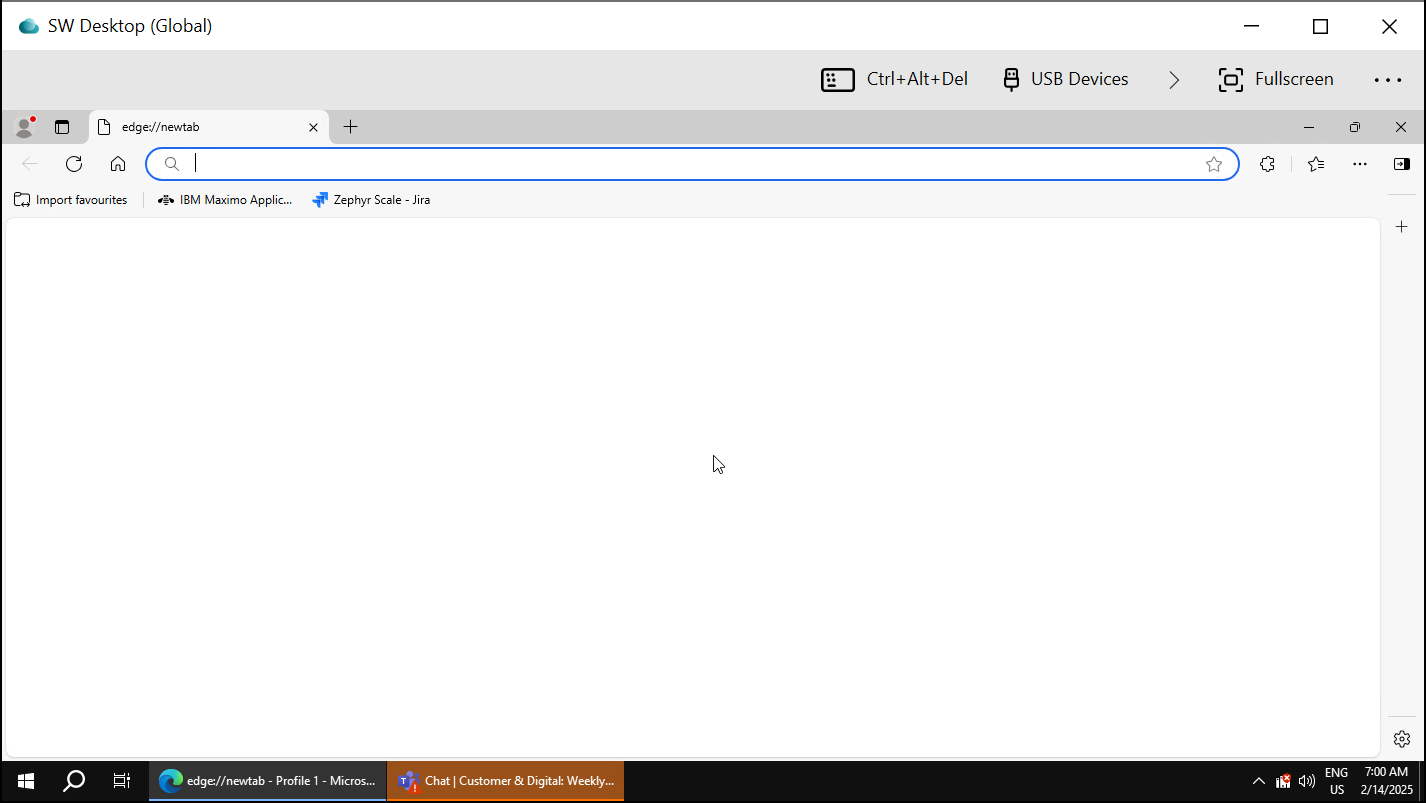 SW Desktop (Global)
Ctrl+Alt+Del
USB Devices
Fullscreen
edge://newtab
Import favourites
IBM Maximo Applic...
Zephyr Scale - Jira
edge://newtab - Profile 1 - Micros...
Chat | Customer & Digital: Weekly...
ENG
US
7:00 AM
2/14/2025